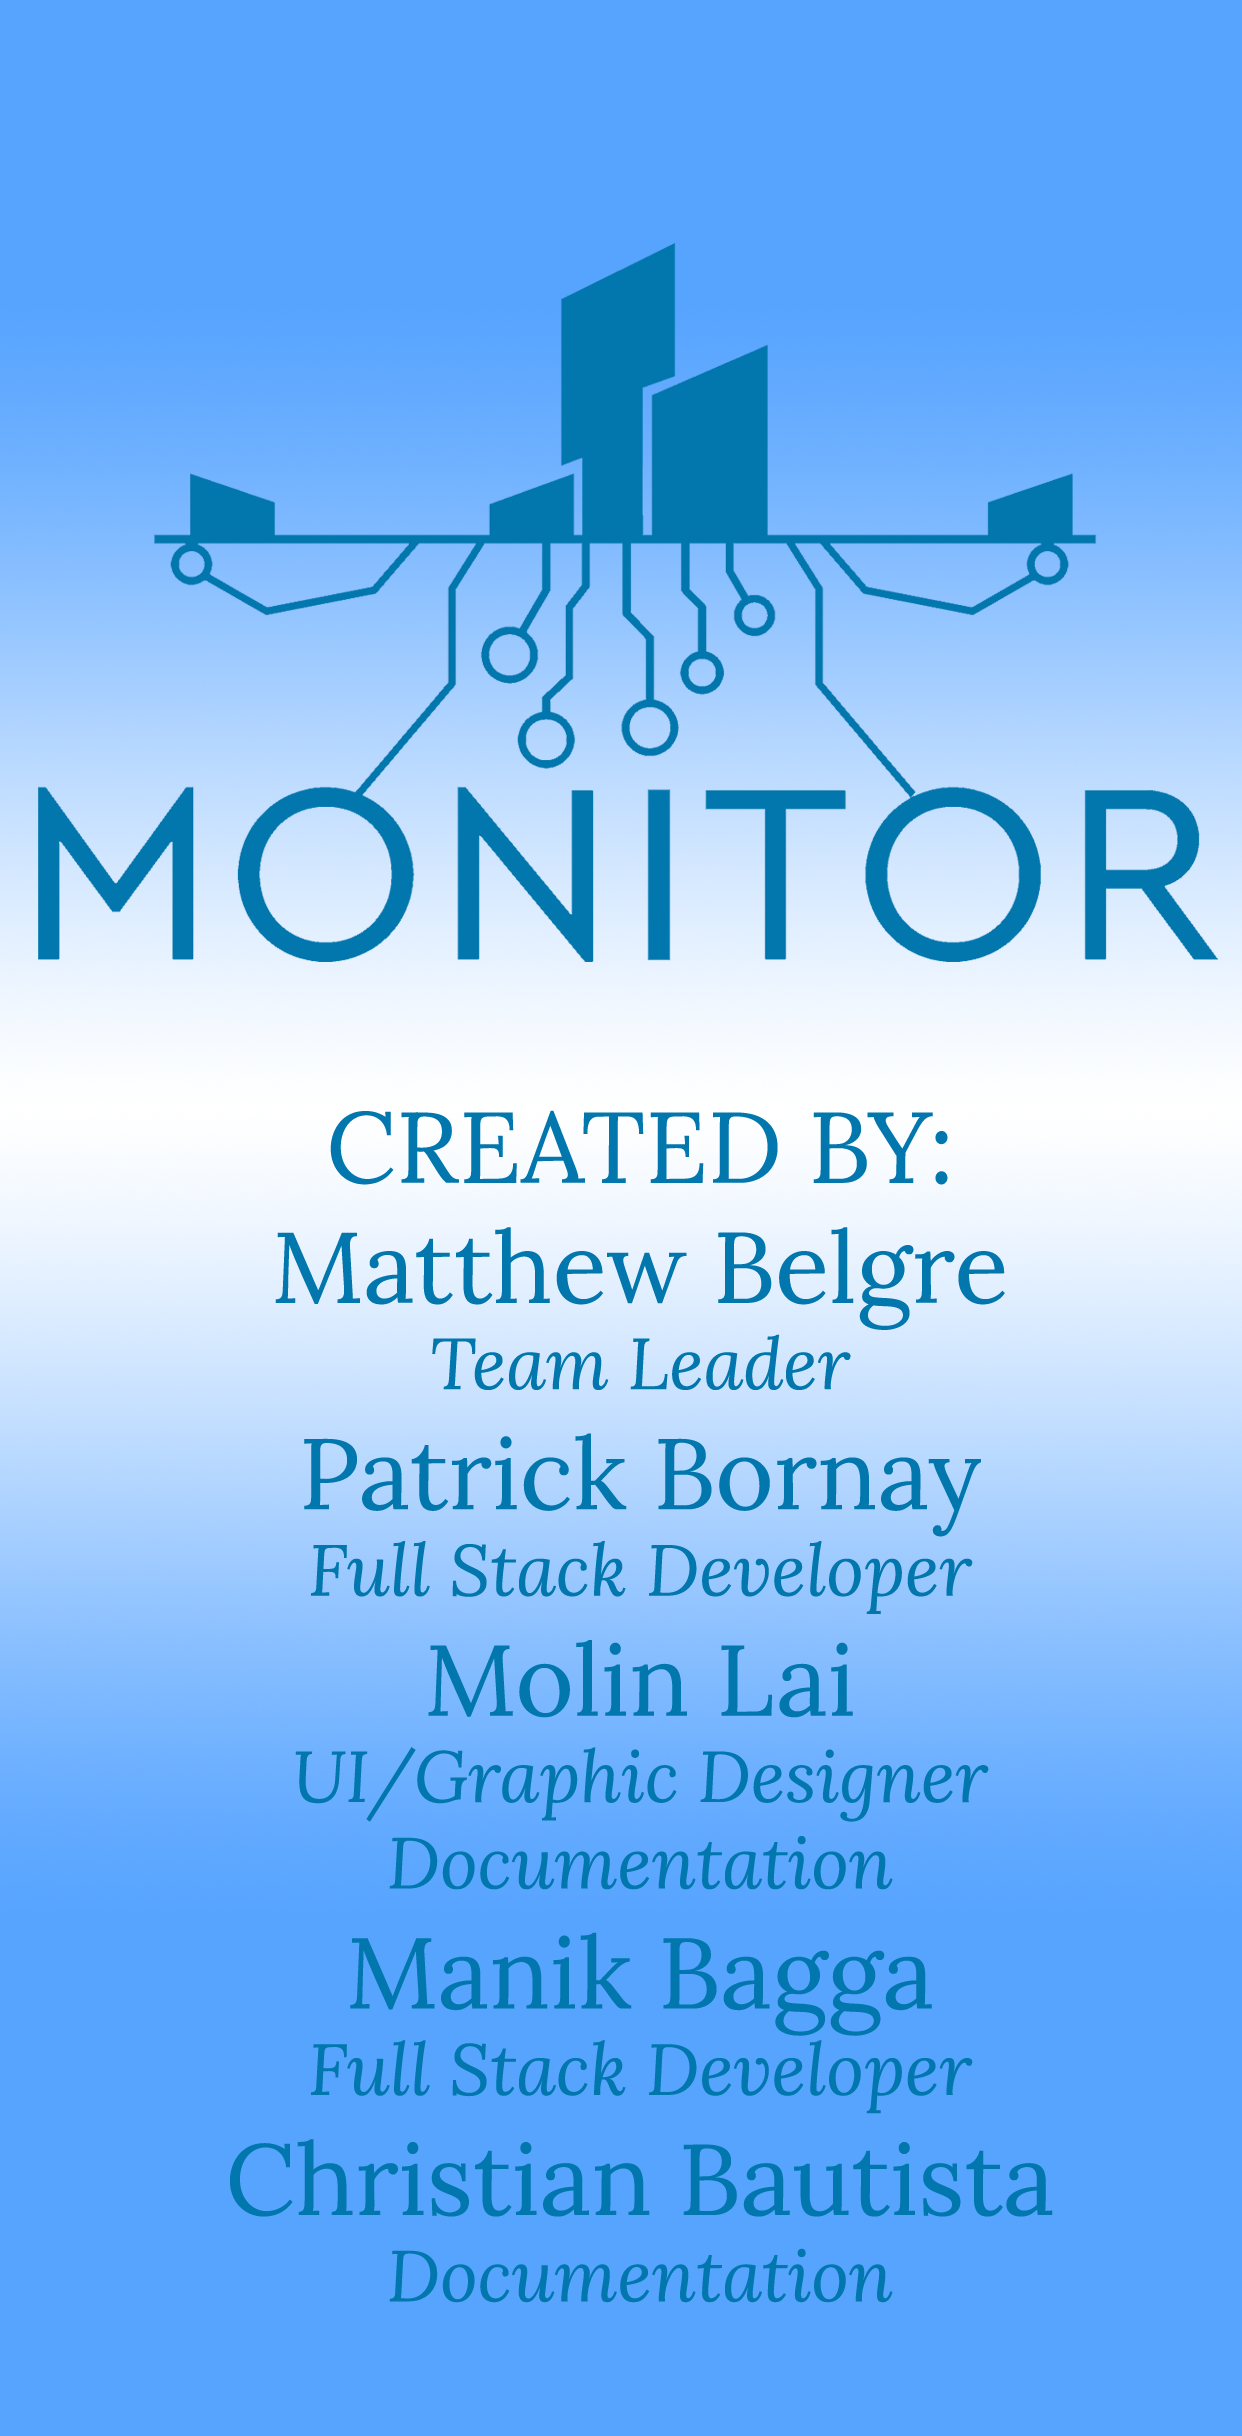 MONITOR
CREATED BY:
Matthew Belgre
Team Leader
Patrick Bornay
Full Stack Developer
Molin Lai
UI/Graphic Designer
Documentation
Manik Bagga
Full Stack Developer
Christian Bautista
Documentation